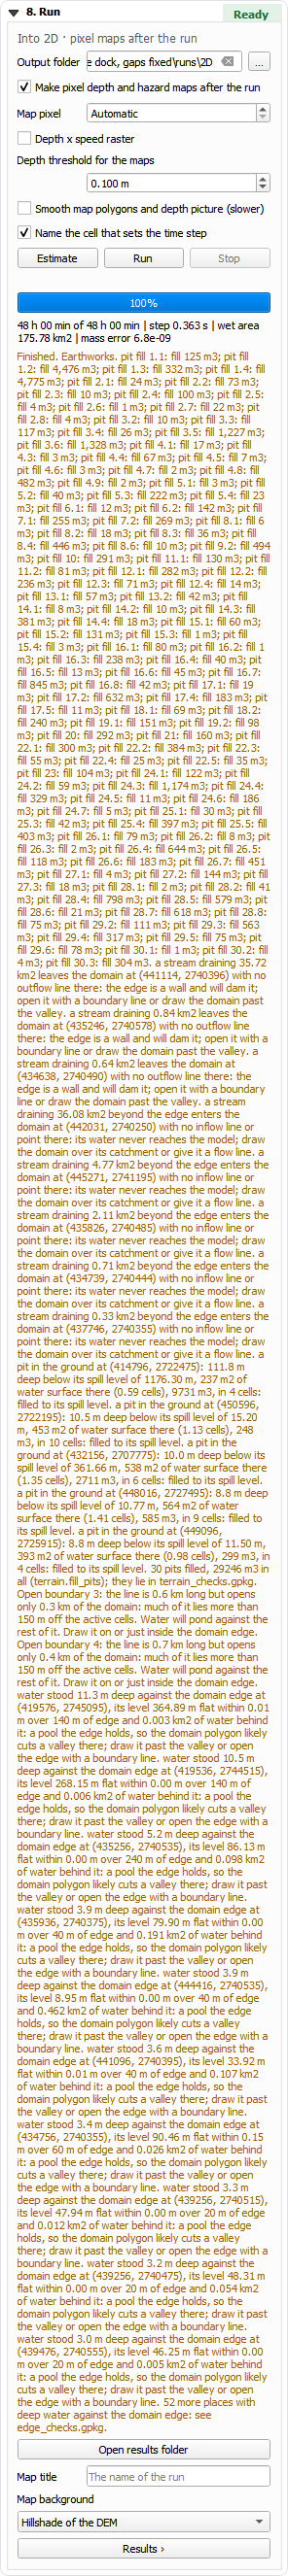 8. Run
Ready
Into 2D · pixel maps after the run
Output folder
e dock, gaps fixed\runs\2D
...
Make pixel depth and hazard maps after the run
Map pixel
Automatic
Depth x speed raster
Depth threshold for the maps
0.100 m
Smooth map polygons and depth picture (slower)
Name the cell that sets the time step
Estimate
Run
Stop
100%
48 h 00 min of 48 h 00 min | step 0.363 s | wet area
175.78 km2 | mass error 6.8e-09
Finished. Earthworks. pit fill 1.1: fill 125 m3; pit fill
1.2: fill 4,476 m3; pit fill 1.3: fill 332 m3; pit fill 1.4: fill
4,775 m3; pit fill 2.1: fill 24 m3; pit fill 2.2: fill 73 m3;
pit fill 2.3: fill 10 m3; pit fill 2.4: fill 100 m3; pit fill 2.5:
fill 4 m3; pit fill 2.6: fill 1 m3; pit fill 2.7: fill 22 m3; pit
fill 2.8: fill 4 m3; pit fill 3.2: fill 10 m3; pit fill 3.3: fill
117 m3; pit fill 3.4: fill 26 m3; pit fill 3.5: fill 1,227 m3;
pit fill 3.6: fill 1,328 m3; pit fill 4.1: fill 17 m3; pit fill
4.3: fill 3 m3; pit fill 4.4: fill 67 m3; pit fill 4.5: fill 7
m3; pit fill 4.6: fill 3 m3; pit fill 4.7: fill 2 m3; pit fill 4.8:
fill 482 m3; pit fill 4.9: fill 2 m3; pit fill 5.1: fill 3 m3; pit
fill 5.2: fill 40 m3; pit fill 5.3: fill 222 m3; pit fill 5.4: fill 23
m3; pit fill 6.1: fill 12 m3; pit fill 6.2: fill 142 m3; pit fill
7.1: fill 255 m3; pit fill 7.2: fill 269 m3; pit fill 8.1: fill 6
m3; pit fill 8.2: fill 18 m3; pit fill 8.3: fill 36 m3; pit fill
8.4: fill 446 m3; pit fill 8.6: fill 10 m3; pit fill 9.2: fill 494
m3; pit fill 10: fill 291 m3; pit fill 11.1: fill 130 m3; pit fill
11.2: fill 81 m3; pit fill 12.1: fill 282 m3; pit fill 12.2: fill
236 m3; pit fill 12.3: fill 71 m3; pit fill 12.4: fill 14 m3;
pit fill 13.1: fill 57 m3; pit fill 13.2: fill 42 m3; pit fill
14.1: fill 8 m3; pit fill 14.2: fill 10 m3; pit fill 14.3: fill
381 m3; pit fill 14.4: fill 18 m3; pit fill 15.1: fill 60 m3;
pit fill 15.2: fill 131 m3; pit fill 15.3: fill 1 m3; pit fill
15.4: fill 3 m3; pit fill 16.1: fill 80 m3; pit fill 16.2: fill 1
m3; pit fill 16.3: fill 238 m3; pit fill 16.4: fill 40 m3; pit
fill 16.5: fill 13 m3; pit fill 16.6: fill 45 m3; pit fill 16.7:
fill 845 m3; pit fill 16.8: fill 42 m3; pit fill 17.1: fill 19
m3; pit fill 17.2: fill 632 m3; pit fill 17.4: fill 183 m3; pit
fill 17.5: fill 11 m3; pit fill 18.1: fill 69 m3; pit fill 18.2:
fill 240 m3; pit fill 19.1: fill 151 m3; pit fill 19.2: fill 98
m3; pit fill 20: fill 292 m3; pit fill 21: fill 160 m3; pit fill
22.1: fill 300 m3; pit fill 22.2: fill 384 m3; pit fill 22.3:
fill 55 m3; pit fill 22.4: fill 25 m3; pit fill 22.5: fill 35 m3;
pit fill 23: fill 104 m3; pit fill 24.1: fill 122 m3; pit fill
24.2: fill 59 m3; pit fill 24.3: fill 1,174 m3; pit fill 24.4:
fill 329 m3; pit fill 24.5: fill 11 m3; pit fill 24.6: fill 186
m3; pit fill 24.7: fill 5 m3; pit fill 25.1: fill 30 m3; pit fill
25.3: fill 42 m3; pit fill 25.4: fill 397 m3; pit fill 25.5: fill
403 m3; pit fill 26.1: fill 79 m3; pit fill 26.2: fill 8 m3; pit
fill 26.3: fill 2 m3; pit fill 26.4: fill 644 m3; pit fill 26.5:
fill 118 m3; pit fill 26.6: fill 183 m3; pit fill 26.7: fill 451
m3; pit fill 27.1: fill 4 m3; pit fill 27.2: fill 144 m3; pit fill
27.3: fill 18 m3; pit fill 28.1: fill 2 m3; pit fill 28.2: fill 41
m3; pit fill 28.4: fill 798 m3; pit fill 28.5: fill 579 m3; pit
fill 28.6: fill 21 m3; pit fill 28.7: fill 618 m3; pit fill 28.8:
fill 75 m3; pit fill 29.2: fill 111 m3; pit fill 29.3: fill 563
m3; pit fill 29.4: fill 317 m3; pit fill 29.5: fill 75 m3; pit fill
29.6: fill 78 m3; pit fill 30.1: fill 1 m3; pit fill 30.2: fill
4 m3; pit fill 30.3: fill 304 m3. a stream draining 35.72
km2 leaves the domain at (441114, 2740396) with no
outflow line there: the edge is a wall and will dam it;
open it with a boundary line or draw the domain past
the valley. a stream draining 0.84 km2 leaves the
domain at (435246, 2740578) with no outflow line
there: the edge is a wall and will dam it; open it with a
boundary line or draw the domain past the valley. a
stream draining 0.64 km2 leaves the domain at
(434638, 2740490) with no outflow line there: the
edge is a wall and will dam it; open it with a boundary
line or draw the domain past the valley. a stream
draining 36.08 km2 beyond the edge enters the
domain at (442031, 2740250) with no inflow line or
point there: its water never reaches the model; draw
the domain over its catchment or give it a flow line. a
stream draining 4.77 km2 beyond the edge enters the
domain at (445271, 2741195) with no inflow line or
point there: its water never reaches the model; draw
the domain over its catchment or give it a flow line. a
stream draining 2.11 km2 beyond the edge enters the
domain at (435826, 2740485) with no inflow line or
point there: its water never reaches the model; draw
the domain over its catchment or give it a flow line. a
stream draining 0.71 km2 beyond the edge enters the
domain at (434739, 2740444) with no inflow line or
point there: its water never reaches the model; draw
the domain over its catchment or give it a flow line. a
stream draining 0.33 km2 beyond the edge enters the
domain at (437746, 2740355) with no inflow line or
point there: its water never reaches the model; draw
the domain over its catchment or give it a flow line. a
pit in the ground at (414796, 2722475): 111.8 m
deep below its spill level of 1176.30 m, 237 m2 of
water surface there (0.59 cells), 9731 m3, in 4 cells:
filled to its spill level. a pit in the ground at (450596,
2722195): 10.5 m deep below its spill level of 15.20
m, 453 m2 of water surface there (1.13 cells), 248
m3, in 10 cells: filled to its spill level. a pit in the
ground at (432156, 2707775): 10.0 m deep below its
spill level of 361.66 m, 538 m2 of water surface there
(1.35 cells), 2711 m3, in 6 cells: filled to its spill level.
a pit in the ground at (448016, 2727495): 8.8 m deep
below its spill level of 10.77 m, 564 m2 of water
surface there (1.41 cells), 585 m3, in 9 cells: filled to
its spill level. a pit in the ground at (449096,
2725915): 8.8 m deep below its spill level of 11.50 m,
393 m2 of water surface there (0.98 cells), 299 m3, in
4 cells: filled to its spill level. 30 pits filled, 29246 m3 in
all (terrain.fill_pits); they lie in terrain_checks.gpkg.
Open boundary 3: the line is 0.6 km long but opens
only 0.3 km of the domain: much of it lies more than
150 m off the active cells. Water will pond against the
rest of it. Draw it on or just inside the domain edge.
Open boundary 4: the line is 0.7 km long but opens
only 0.4 km of the domain: much of it lies more than
150 m off the active cells. Water will pond against the
rest of it. Draw it on or just inside the domain edge.
water stood 11.3 m deep against the domain edge at
(419576, 2745095), its level 364.89 m flat within 0.01
m over 140 m of edge and 0.003 km2 of water behind
it: a pool the edge holds, so the domain polygon likely
cuts a valley there; draw it past the valley or open the
edge with a boundary line. water stood 10.5 m deep
against the domain edge at (419536, 2744515), its
level 268.15 m flat within 0.00 m over 140 m of edge
and 0.006 km2 of water behind it: a pool the edge
holds, so the domain polygon likely cuts a valley
there; draw it past the valley or open the edge with a
boundary line. water stood 5.2 m deep against the
domain edge at (435256, 2740535), its level 86.13 m
flat within 0.00 m over 240 m of edge and 0.098 km2
of water behind it: a pool the edge holds, so the
domain polygon likely cuts a valley there; draw it past
the valley or open the edge with a boundary line.
water stood 3.9 m deep against the domain edge at
(435936, 2740375), its level 79.90 m flat within 0.00
m over 40 m of edge and 0.191 km2 of water behind
it: a pool the edge holds, so the domain polygon likely
cuts a valley there; draw it past the valley or open the
edge with a boundary line. water stood 3.9 m deep
against the domain edge at (444416, 2740535), its
level 8.95 m flat within 0.00 m over 40 m of edge and
0.462 km2 of water behind it: a pool the edge holds,
so the domain polygon likely cuts a valley there; draw
it past the valley or open the edge with a boundary
line. water stood 3.6 m deep against the domain edge
at (441096, 2740395), its level 33.92 m flat within
0.01 m over 40 m of edge and 0.107 km2 of water
behind it: a pool the edge holds, so the domain
polygon likely cuts a valley there; draw it past the
valley or open the edge with a boundary line. water
stood 3.4 m deep against the domain edge at
(434756, 2740355), its level 90.46 m flat within 0.15
m over 60 m of edge and 0.026 km2 of water behind
it: a pool the edge holds, so the domain polygon likely
cuts a valley there; draw it past the valley or open
the edge with a boundary line. water stood 3.3 m
deep against the domain edge at (439256, 2740515),
its level 47.94 m flat within 0.00 m over 20 m of edge
and 0.012 km2 of water behind it: a pool the edge
holds, so the domain polygon likely cuts a valley
there; draw it past the valley or open the edge with a
boundary line. water stood 3.2 m deep against the
domain edge at (439256, 2740475), its level 48.31 m
flat within 0.00 m over 20 m of edge and 0.054 km2
of water behind it: a pool the edge holds, so the
domain polygon likely cuts a valley there; draw it past
the valley or open the edge with a boundary line.
water stood 3.0 m deep against the domain edge at
(439476, 2740555), its level 46.25 m flat within 0.00
m over 20 m of edge and 0.005 km2 of water behind
it: a pool the edge holds, so the domain polygon likely
cuts a valley there; draw it past the valley or open the
edge with a boundary line. 52 more places with
deep water against the domain edge: see
edge_checks.gpkg.
Open results folder
Map title
The name of the run
Map background
Hillshade of the DEM
Results ›